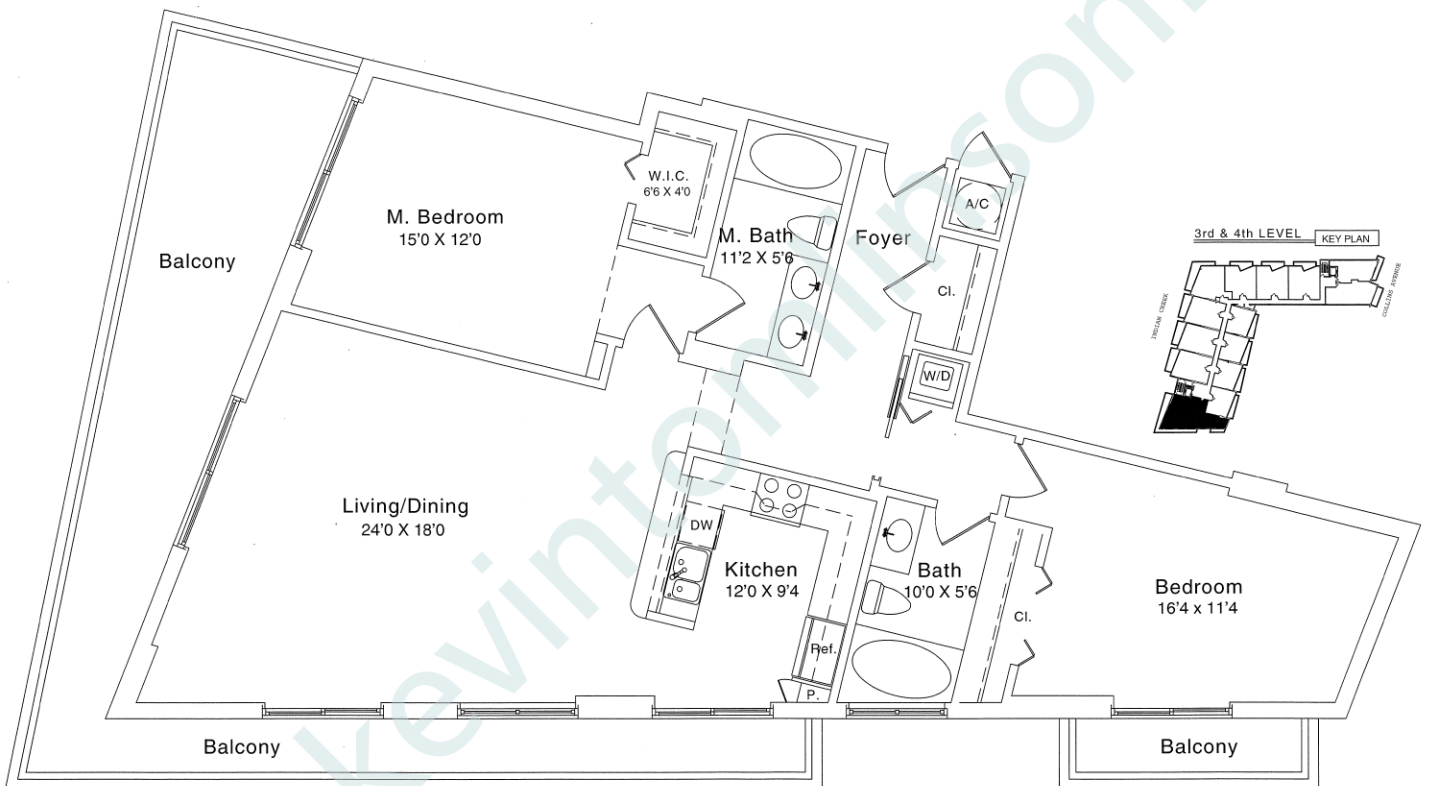 Balcony
M. Bedroom
15'0 X 12'0
W.I.C.
6'6 X 4'0
M. Bath
11'2 X 5'6
Foyer
A/C
Cl.
W/D
3rd & 4th LEVEL
KEY PLAN
INDIAN CREEK
COLLINS AVENUE
Living/Dining
24'0 X 18'0
DW
Kitchen
12'0 X 9'4
Ref.
P.
Bath
10'0 X 5'6
Cl.
Bedroom
16'4 x 11'4
Balcony
Balcony
kevintomlinson